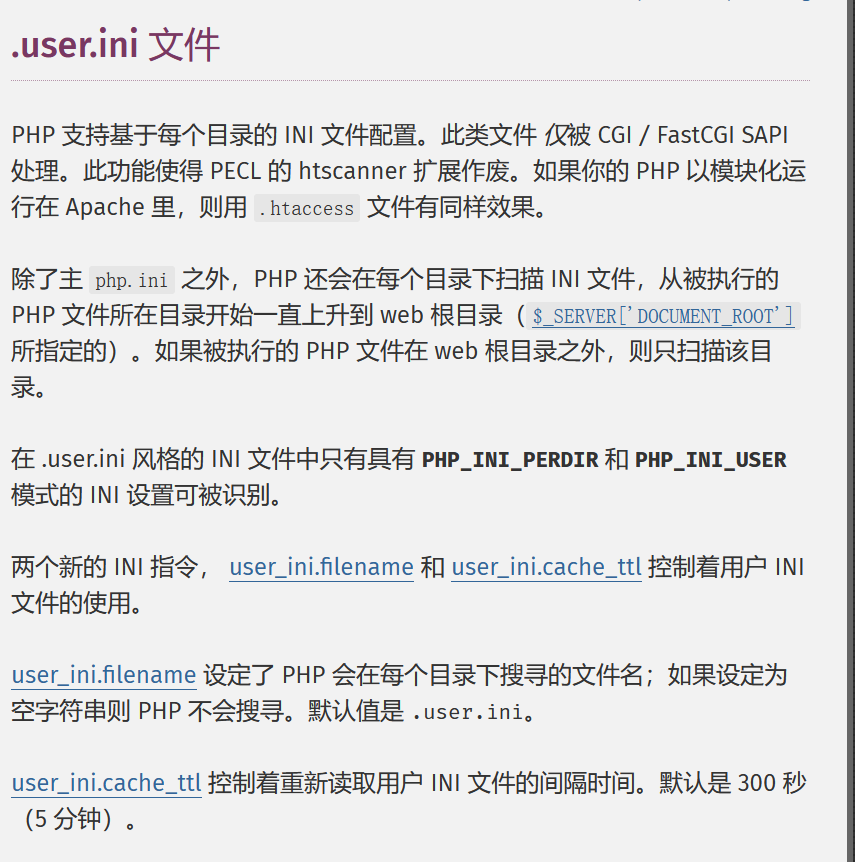 .user.ini 文件
PHP 支持基于每个目录的 INI 文件配置。此类文件 仅被 CGI / FastCGI SAPI
处理。此功能使得 PECL 的 htscanner 扩展作废。如果你的 PHP 以模块化运
行在 Apache 里，则用 .htaccess 文件有同样效果。
除了主 php.ini 之外，PHP 还会在每个目录下扫描 INI 文件，从被执行的
PHP 文件所在目录开始一直上升到 web 根目录（$_SERVER['DOCUMENT_ROOT']
所指定的）。如果被执行的 PHP 文件在 web 根目录之外，则只扫描该目
录。
在 .user.ini 风格的 INI 文件中只有具有 PHP_INI_PERDIR 和 PHP_INI_USER
模式的 INI 设置可被识别。
两个新的 INI 指令， user_ini.filename 和 user_ini.cache_ttl 控制着用户 INI
文件的使用。
user_ini.filename 设定了 PHP 会在每个目录下搜寻的文件名；如果设定为
空字符串则 PHP 不会搜寻。默认值是 .user.ini。
user_ini.cache_ttl 控制着重新读取用户 INI 文件的间隔时间。默认是 300 秒
（5 分钟）。